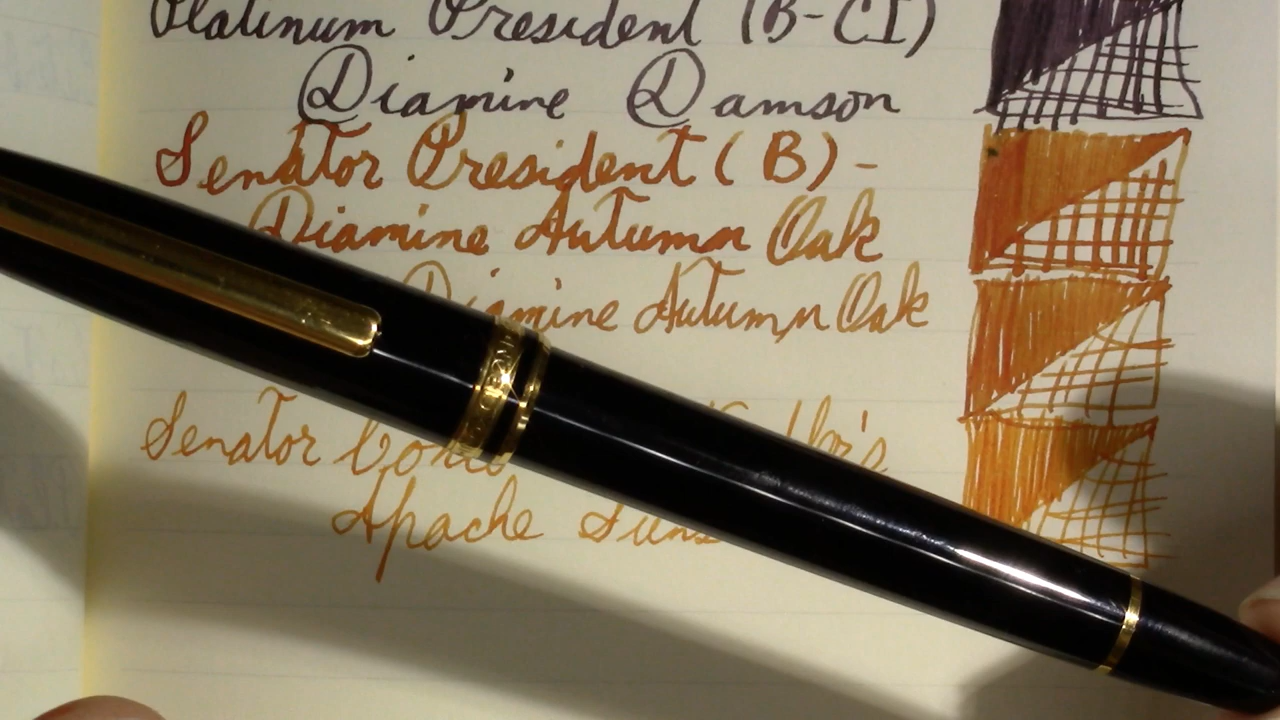 Platinum President (B-CI)
Diamine Damson
Senator President (B) -
Diamine Autumn Oak
Diamine Autumn Oak
Senator
Apache